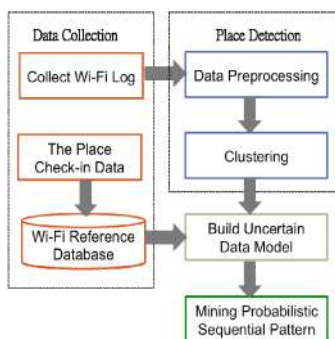 Data Collection
Place Detection
Collect Wi-Fi Log
Data Preprocessing
The Place
Check-in Data
Clustering
Wi-Fi Reference
Database
Build Uncertain
Data Model
Mining Probabilistic
Sequential Pattern